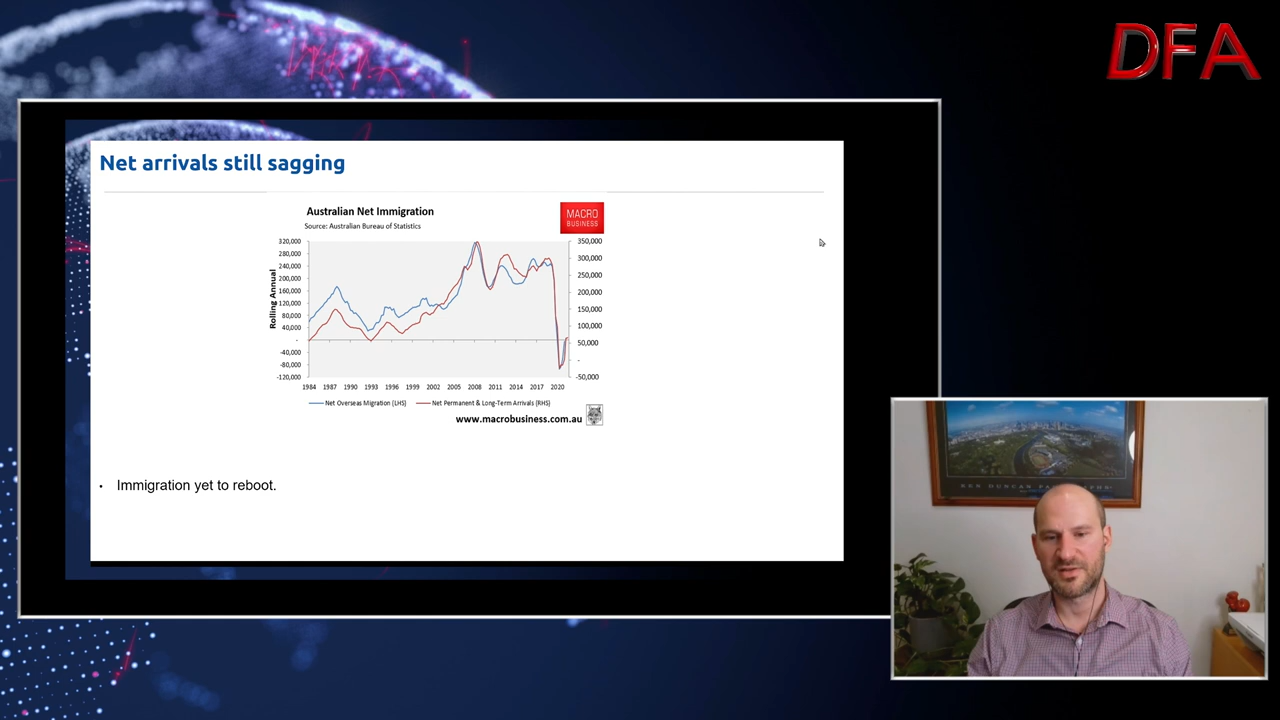 DFA
Net arrivals still sagging
Australian Net Immigration
Source: Australian Bureau of Statistics
MACRO
BUSINESS
Rolling Annual
320,000
280,000
240,000
200,000
160,000
120,000
80,000
40,000
-
-40,000
-80,000
-120,000
350,000
300,000
250,000
200,000
150,000
100,000
50,000
-
-50,000
1984 1987 1990 1993 1996 1999 2002 2005 2008 2011 2014 2017 2020
Net Overseas Migration (LHS) Net Permanent & Long-Term Arrivals (RHS)
www.macrobusiness.com.au
• Immigration yet to reboot.